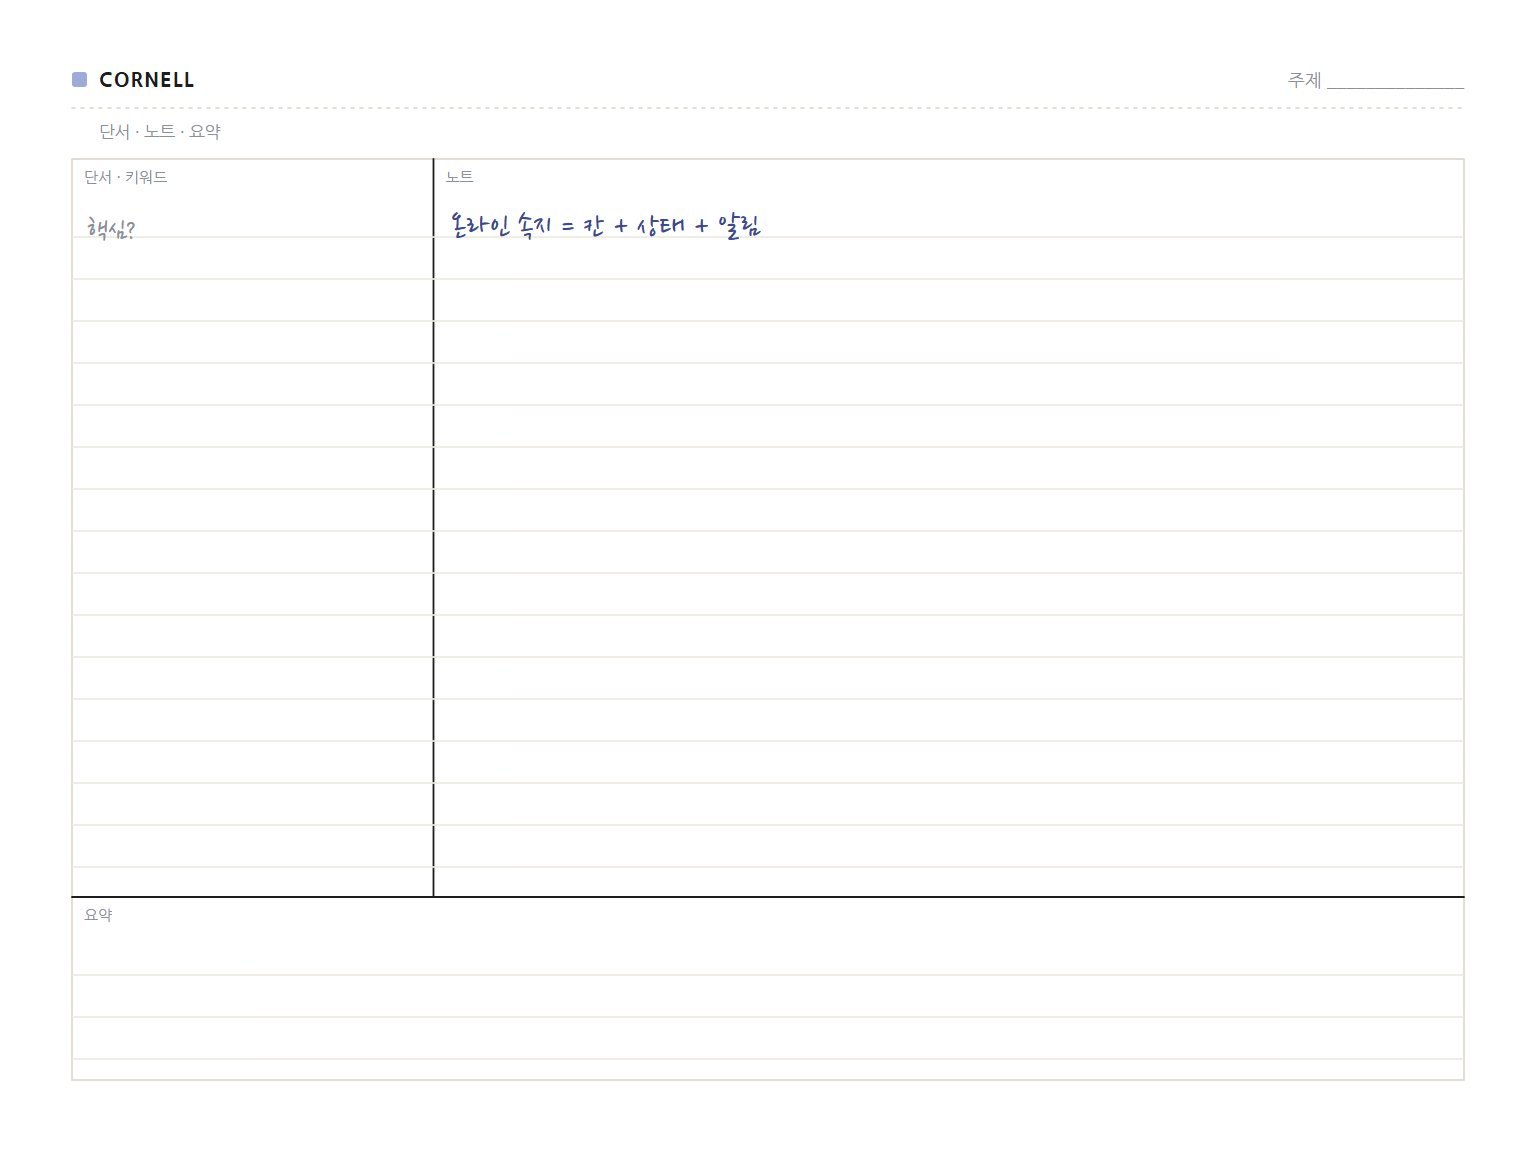 CORNELL
주제 ______________
단서 · 노트 · 요약
단서 · 키워드
노트
핵심?
온라인 속지 = 칸 + 상태 + 알림
요약